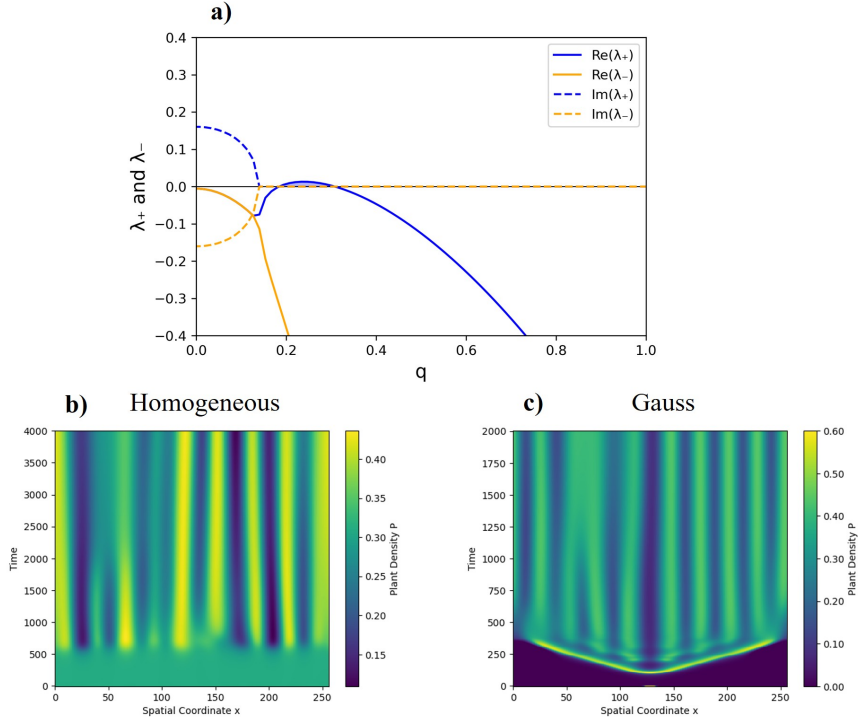 a)
0.4
0.3
0.2
0.1
0.0
−0.1
−0.2
−0.3
−0.4
λ₊ and λ₋
0.0 0.2 0.4 0.6 0.8 1.0
q
Re(λ₊)
Re(λ₋)
Im(λ₊)
Im(λ₋)
b) Homogeneous
4000
3500
3000
2500
2000
1500
1000
500
0
Time
0 50 100 150 200 250
Spatial Coordinate x
0.40
0.35
0.30
0.25
0.20
0.15
Plant Density P
c) Gauss
2000
1750
1500
1250
1000
750
500
250
0
Time
0 50 100 150 200 250
Spatial Coordinate x
0.60
0.50
0.40
0.30
0.20
0.10
0.00
Plant Density P